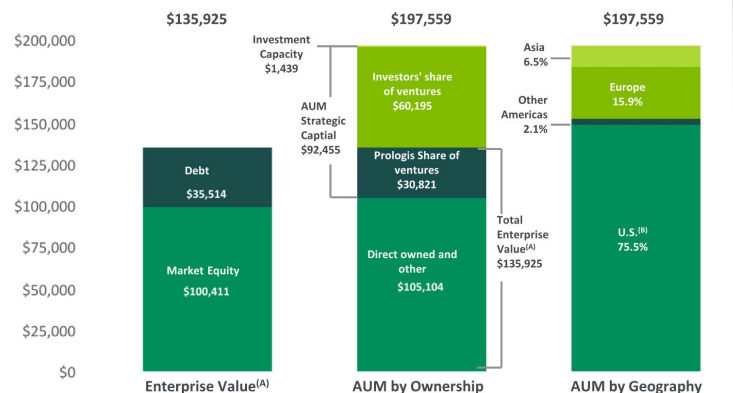 $135,925
$197,559
$197,559
$200,000
$175,000
$150,000
$125,000
$100,000
$75,000
$50,000
$25,000
$0
Debt
$35,514
Market Equity
$100,411
Enterprise Value(A)
Investment
Capacity
$1,439
AUM
Strategic
Captial
$92,455
Investors' share
of ventures
$60,195
Prologis Share of
ventures
$30,821
Direct owned and
other
$105,104
Total
Enterprise
Value(A)
$135,925
AUM by Ownership
Asia
6.5%
Other
Americas
2.1%
Europe
15.9%
U.S.(B)
75.5%
AUM by Geography